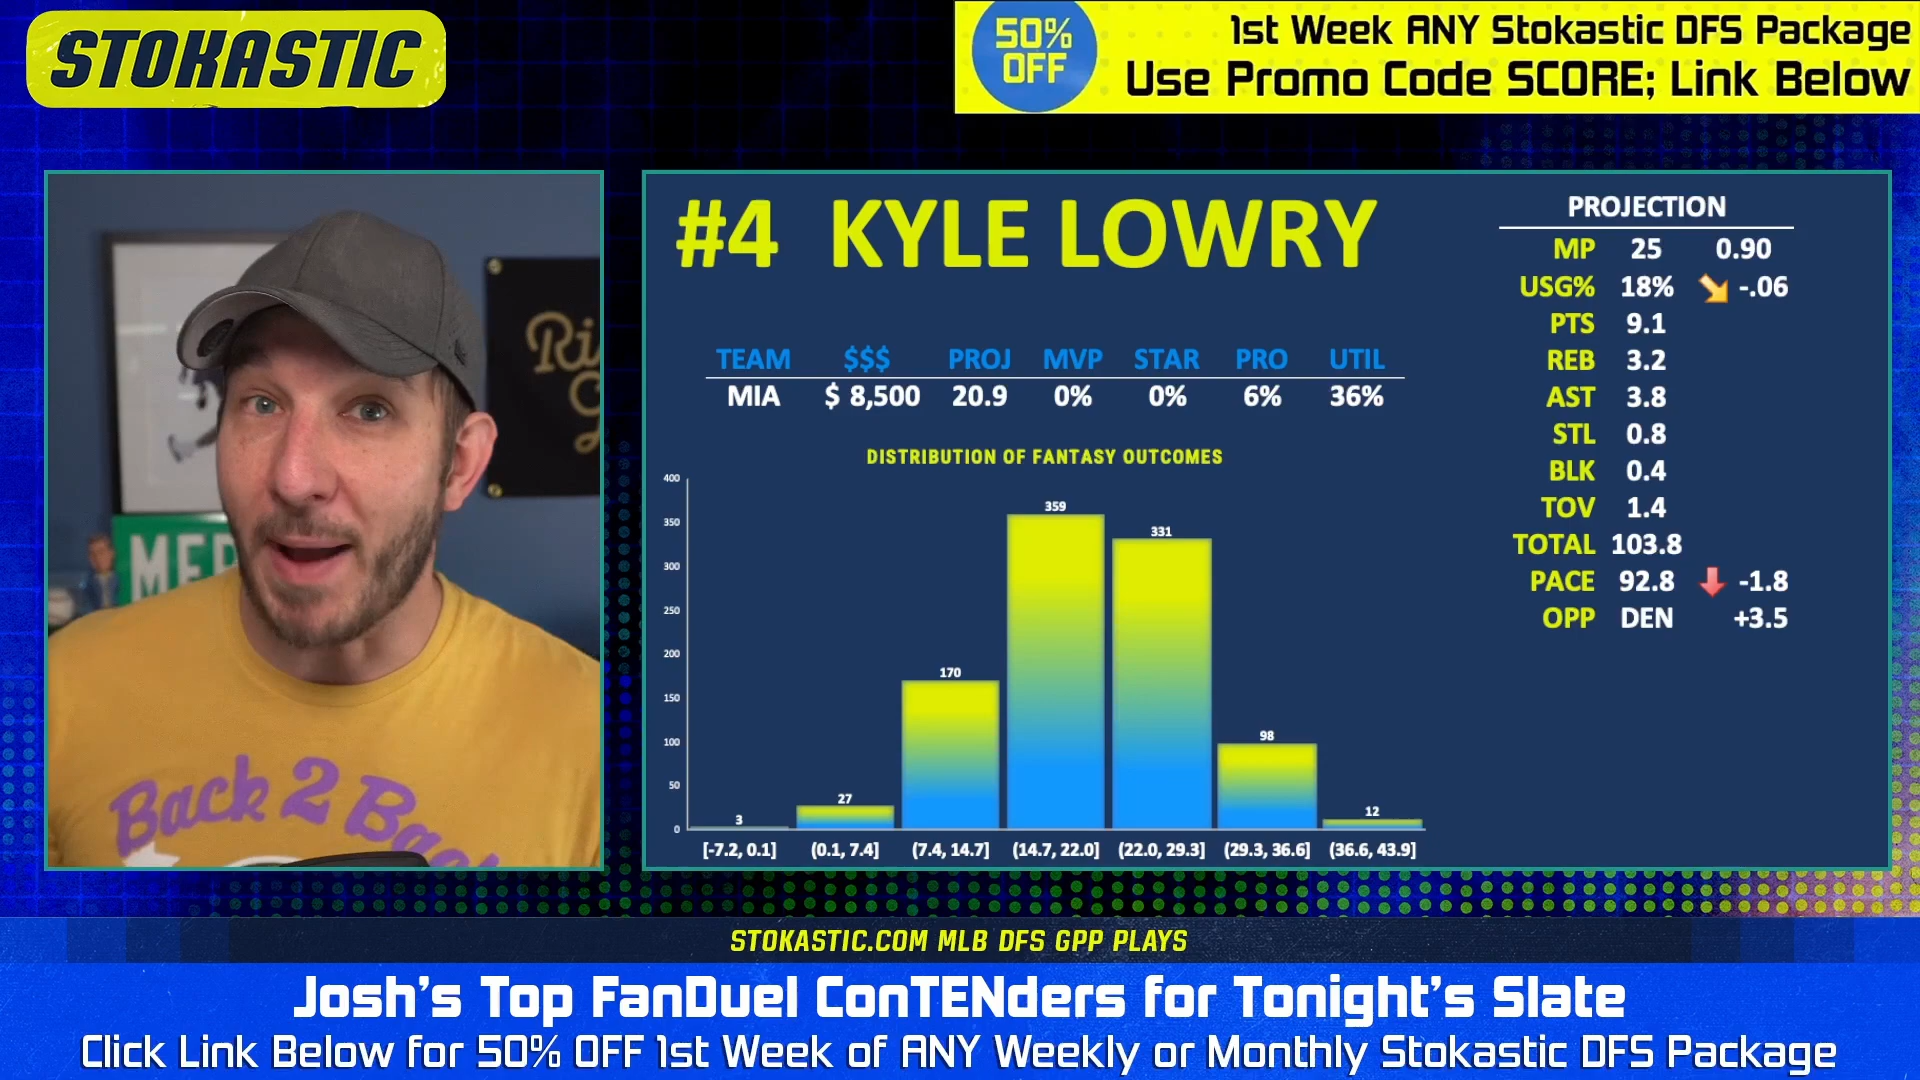 STOKASTIC
50% OFF
1st Week ANY Stokastic DFS Package
Use Promo Code SCORE; Link Below
#4 KYLE LOWRY
TEAM $$$ PROJ MVP STAR PRO UTIL
MIA $ 8,500 20.9 0% 0% 6% 36%
DISTRIBUTION OF FANTASY OUTCOMES
400
350
300
250
200
150
100
50
0
3
27
170
359
331
98
12
[-7.2, 0.1] (0.1, 7.4] (7.4, 14.7] (14.7, 22.0] (22.0, 29.3] (29.3, 36.6] (36.6, 43.9]
PROJECTION
MP 25 0.90
USG% 18% -.06
PTS 9.1
REB 3.2
AST 3.8
STL 0.8
BLK 0.4
TOV 1.4
TOTAL 103.8
PACE 92.8 -1.8
OPP DEN +3.5
Back 2 Bac
STOKASTIC.COM MLB DFS GPP PLAYS
Josh's Top FanDuel ConTENders for Tonight's Slate
Click Link Below for 50% OFF 1st Week of ANY Weekly or Monthly Stokastic DFS Package